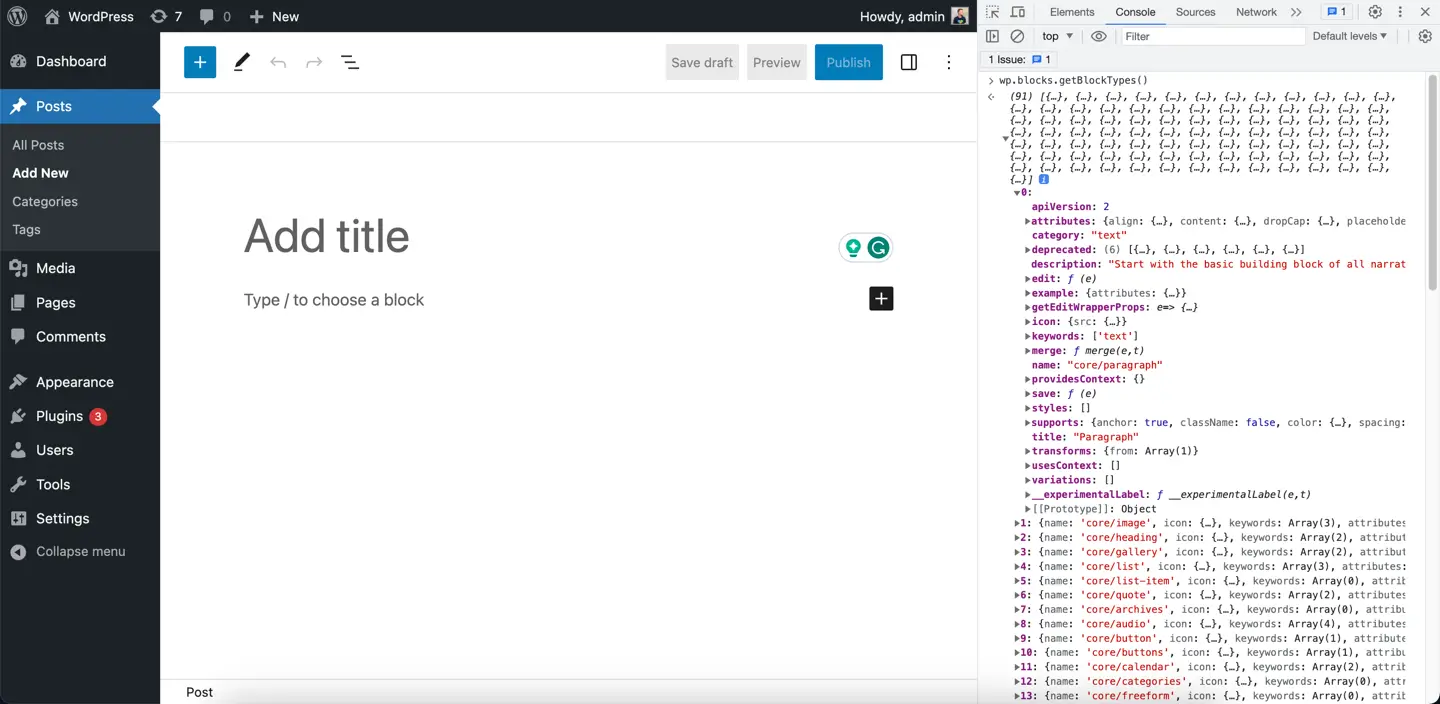 WordPress 7 0 New Howdy, admin
Dashboard
Posts
All Posts
Add New
Categories
Tags
Media
Pages
Comments
Appearance
Plugins 3
Users
Tools
Settings
Collapse menu
Save draft Preview Publish
Add title
Type / to choose a block
Post
Elements Console Sources Network 1
top Filter Default levels
1 Issue: 1
wp.blocks.getBlockTypes()
(91) [{…}, {…}, {…}, {…}, {…}, {…}, {…}, {…}, {…}, {…}, {…}, {…},
{…}, {…}, {…}, {…}, {…}, {…}, {…}, {…}, {…}, {…}, {…}, {…}, {…},
{…}, {…}, {…}, {…}, {…}, {…}, {…}, {…}, {…}, {…}, {…}, {…}, {…},
{…}, {…}, {…}, {…}, {…}, {…}, {…}, {…}, {…}, {…}, {…}, {…}, {…},
{…}, {…}, {…}, {…}, {…}, {…}, {…}, {…}, {…}, {…}, {…}, {…}, {…},
{…}, {…}, {…}, {…}, {…}, {…}, {…}, {…}, {…}, {…}, {…}, {…}, {…},
{…}, {…}, {…}, {…}, {…}, {…}, {…}, {…}, {…}, {…}, {…}, {…}, {…},
{…}] i
0:
apiVersion: 2
attributes: {align: {…}, content: {…}, dropCap: {…}, placeholde
category: "text"
deprecated: (6) [{…}, {…}, {…}, {…}, {…}, {…}]
description: "Start with the basic building block of all narrat
edit: ƒ (e)
example: {attributes: {…}}
getEditWrapperProps: e=> {…}
icon: {src: {…}}
keywords: ['text']
merge: ƒ merge(e,t)
name: "core/paragraph"
providesContext: {}
save: ƒ (e)
styles: []
supports: {anchor: true, className: false, color: {…}, spacing:
title: "Paragraph"
transforms: {from: Array(1)}
usesContext: []
variations: []
__experimentalLabel: ƒ __experimentalLabel(e,t)
[[Prototype]]: Object
1: {name: 'core/image', icon: {…}, keywords: Array(3), attributes
2: {name: 'core/heading', icon: {…}, keywords: Array(2), attribut
3: {name: 'core/gallery', icon: {…}, keywords: Array(2), attribut
4: {name: 'core/list', icon: {…}, keywords: Array(3), attributes:
5: {name: 'core/list-item', icon: {…}, keywords: Array(0), attrib
6: {name: 'core/quote', icon: {…}, keywords: Array(2), attributes
7: {name: 'core/archives', icon: {…}, keywords: Array(0), attribu
8: {name: 'core/audio', icon: {…}, keywords: Array(4), attributes
9: {name: 'core/button', icon: {…}, keywords: Array(1), attribute
10: {name: 'core/buttons', icon: {…}, keywords: Array(1), attribu
11: {name: 'core/calendar', icon: {…}, keywords: Array(2), attrib
12: {name: 'core/categories', icon: {…}, keywords: Array(0), attr
13: {name: 'core/freeform', icon: {…}, keywords: Array(0), attrib